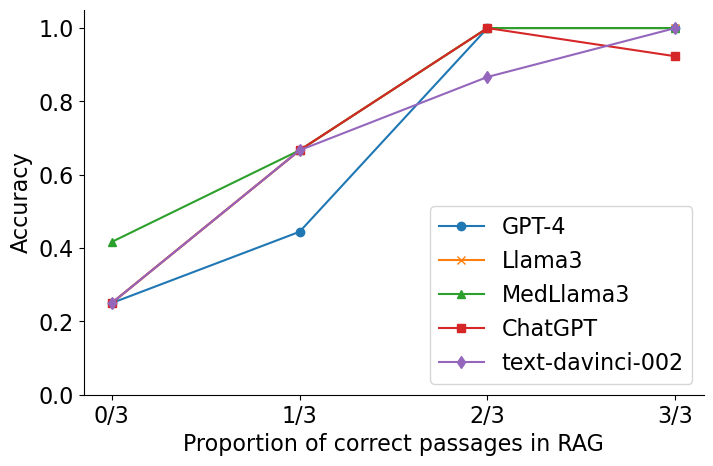 Accuracy
1.0
0.8
0.6
0.4
0.2
0.0
GPT-4
Llama3
MedLlama3
ChatGPT
text-davinci-002
0/3 1/3 2/3 3/3
Proportion of correct passages in RAG